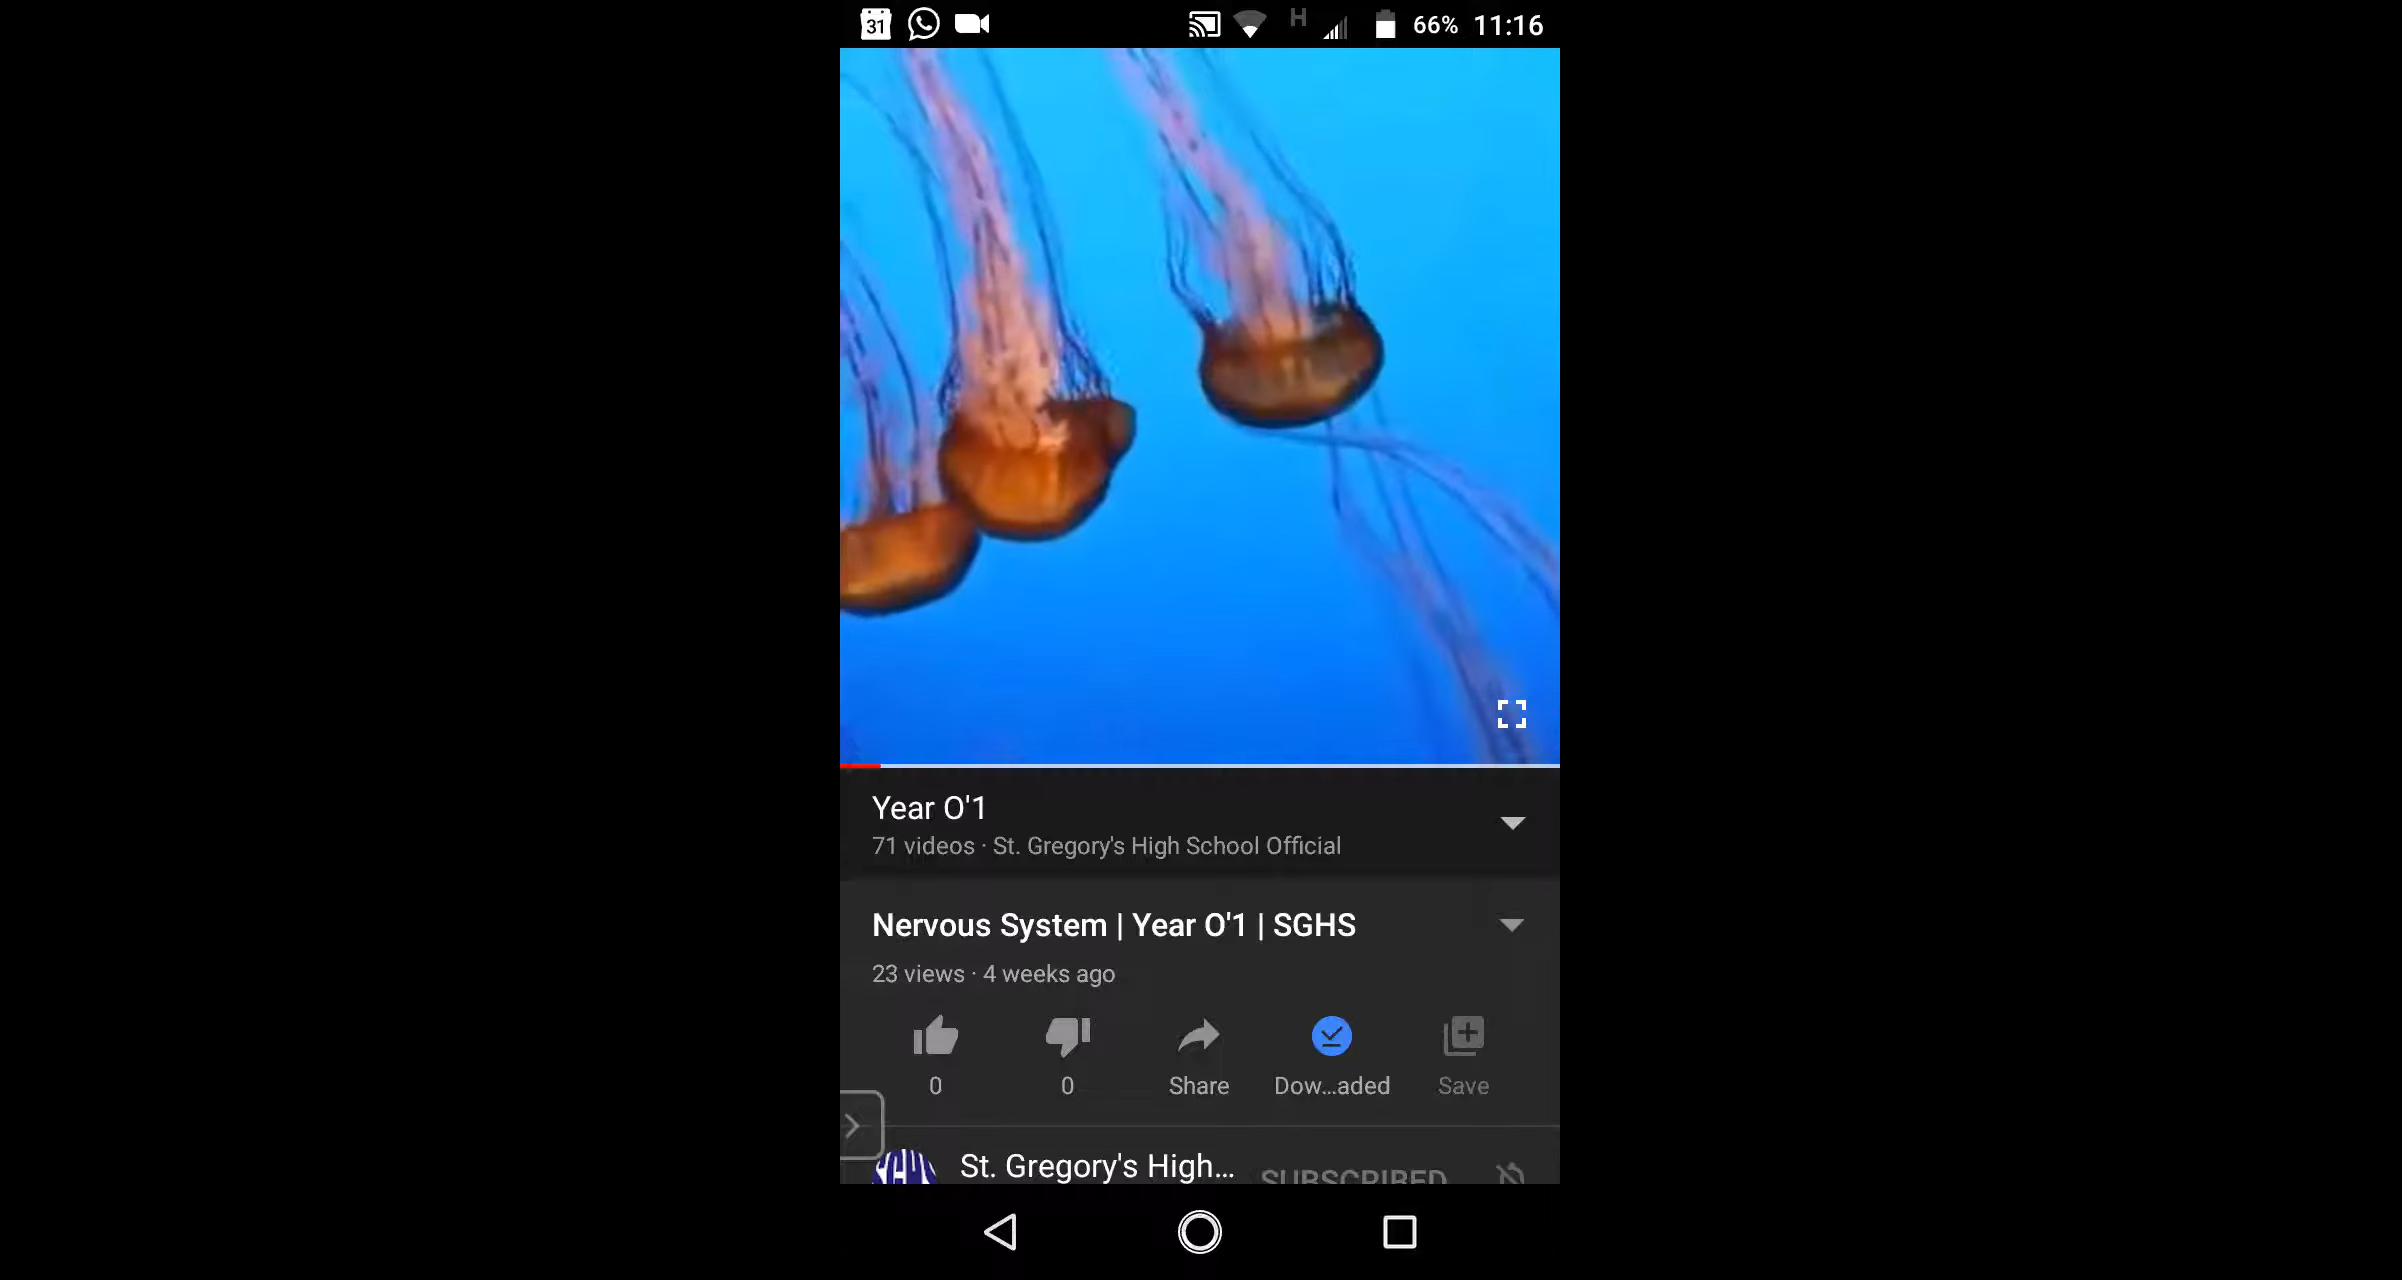 31 H 66% 11:16
Year O'1
71 videos · St. Gregory's High School Official
Nervous System | Year O'1 | SGHS
23 views · 4 weeks ago
0 0 Share Dow...aded Save
St. Gregory's High... SUBSCRIBED